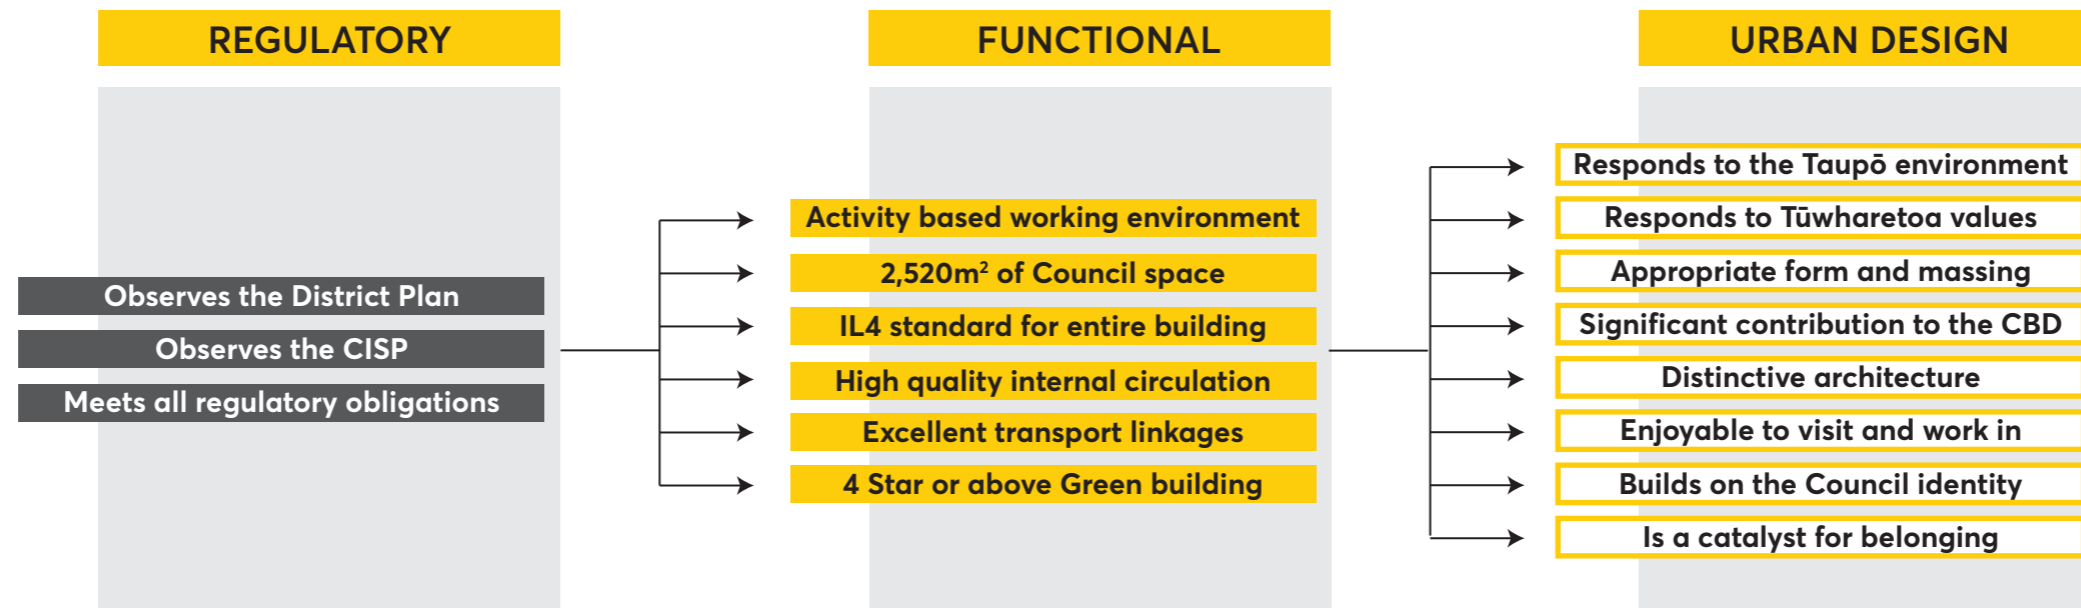 REGULATORY
Observes the District Plan
Observes the CISP
Meets all regulatory obligations
FUNCTIONAL
Activity based working environment
2,520m² of Council space
IL4 standard for entire building
High quality internal circulation
Excellent transport linkages
4 Star or above Green building
URBAN DESIGN
Responds to the Taupō environment
Responds to Tūwharetoa values
Appropriate form and massing
Significant contribution to the CBD
Distinctive architecture
Enjoyable to visit and work in
Builds on the Council identity
Is a catalyst for belonging